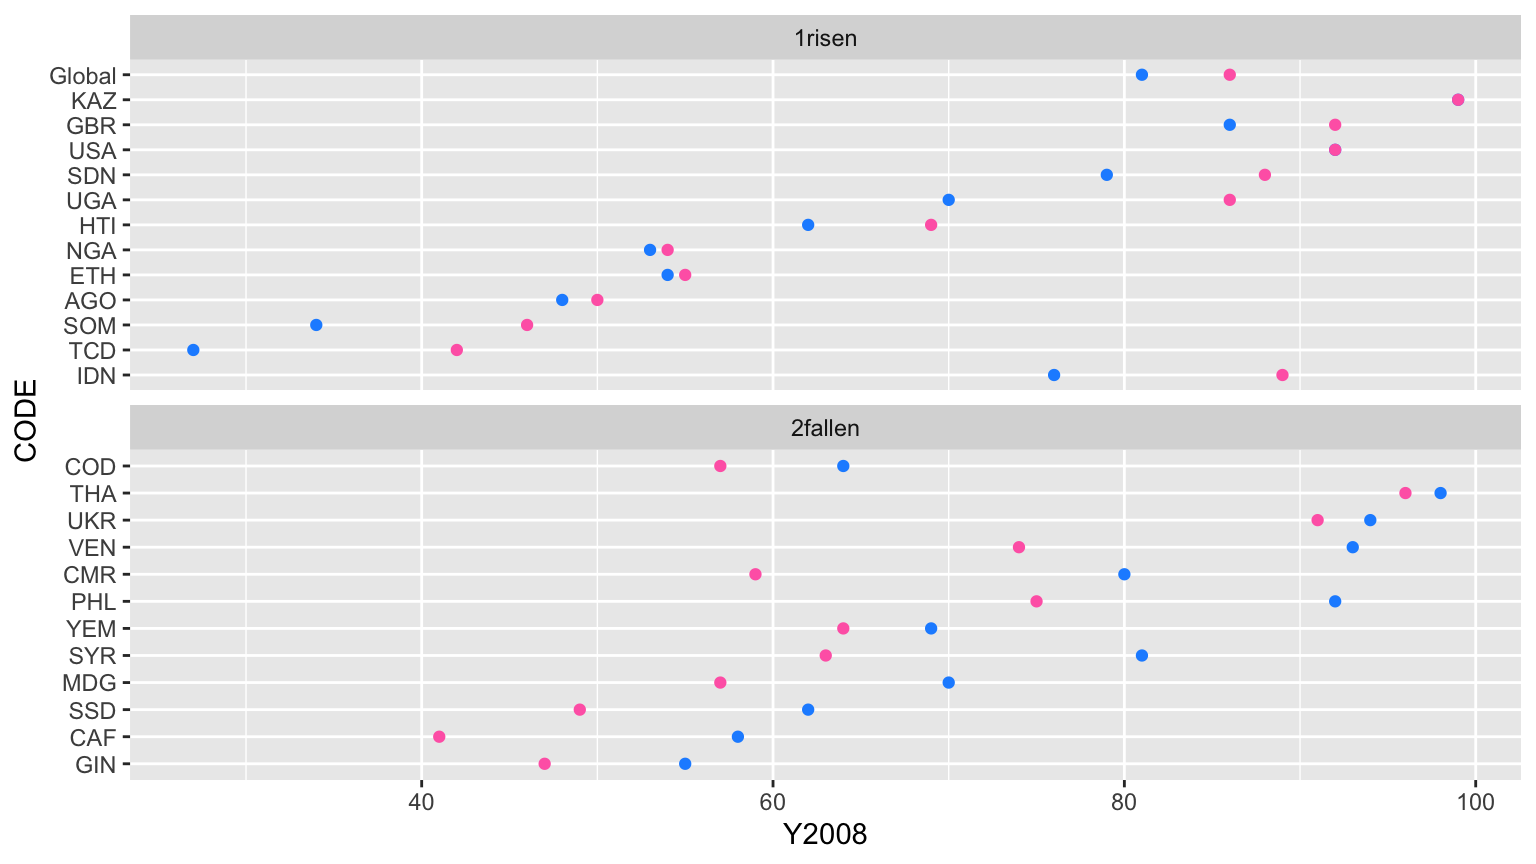 1risen
Global
KAZ
GBR
USA
SDN
UGA
HTI
NGA
ETH
AGO
SOM
TCD
IDN
CODE
2fallen
COD
THA
UKR
VEN
CMR
PHL
YEM
SYR
MDG
SSD
CAF
GIN
40 60 80 100
Y2008